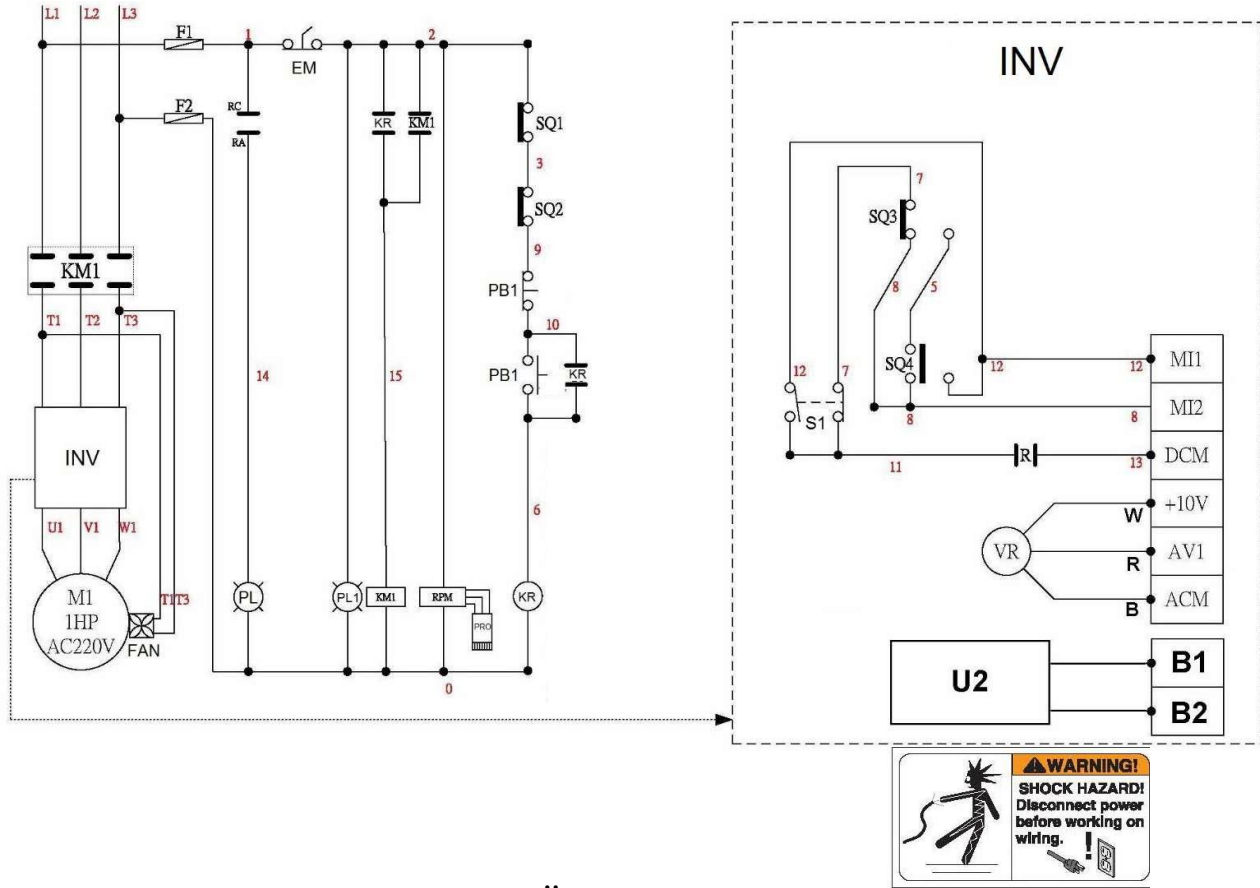 L1 L2 L3
F1 1 2
EM
F2 RC KR KM1 SQ1
RA
3
SQ2
9
KM1
PB1
T1 T2 T3 10
14 15 PB1 KR
INV
6
U1 V1 W1
M1 T1T3 PL PL1 KM1 RPM KR
1HP PRO
AC220V FAN
0
INV
7
SQ3
8 5
12 7 SQ4 12 12 MI1
S1 8 8 MI2
11 R 13 DCM
W +10V
VR R AV1
B ACM
U2 B1
B2
WARNING!
SHOCK HAZARD!
Disconnect power
before working on
wiring.